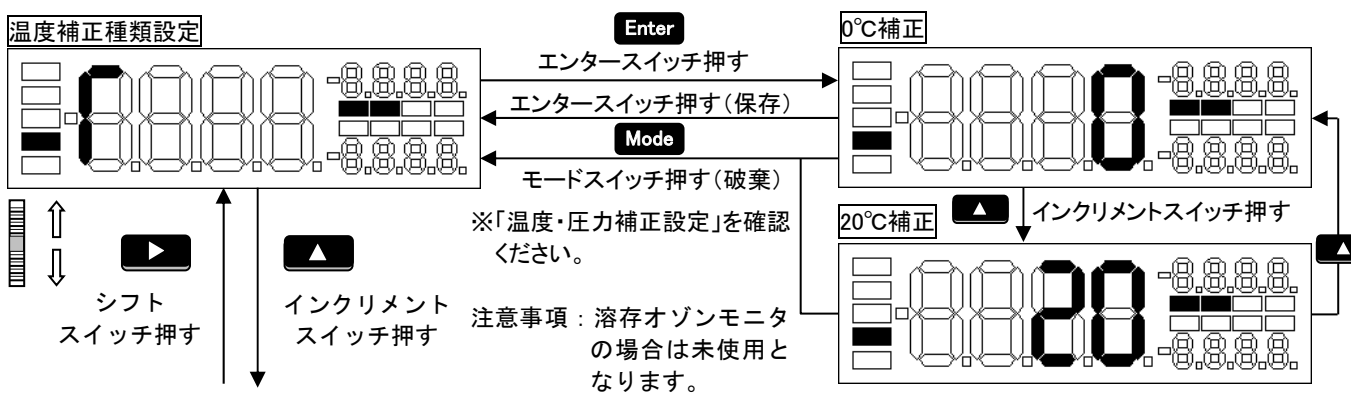 温度補正種類設定
Enter
0℃補正
エンタースイッチ押す
エンタースイッチ押す（保存）
Mode
モードスイッチ押す（破棄）
インクリメントスイッチ押す
※「温度・圧力補正設定」を確認
ください。
20℃補正
シフト
スイッチ押す
インクリメント
スイッチ押す
注意事項：溶存オゾンモニタ
の場合は未使用と
なります。
Γ
0
20